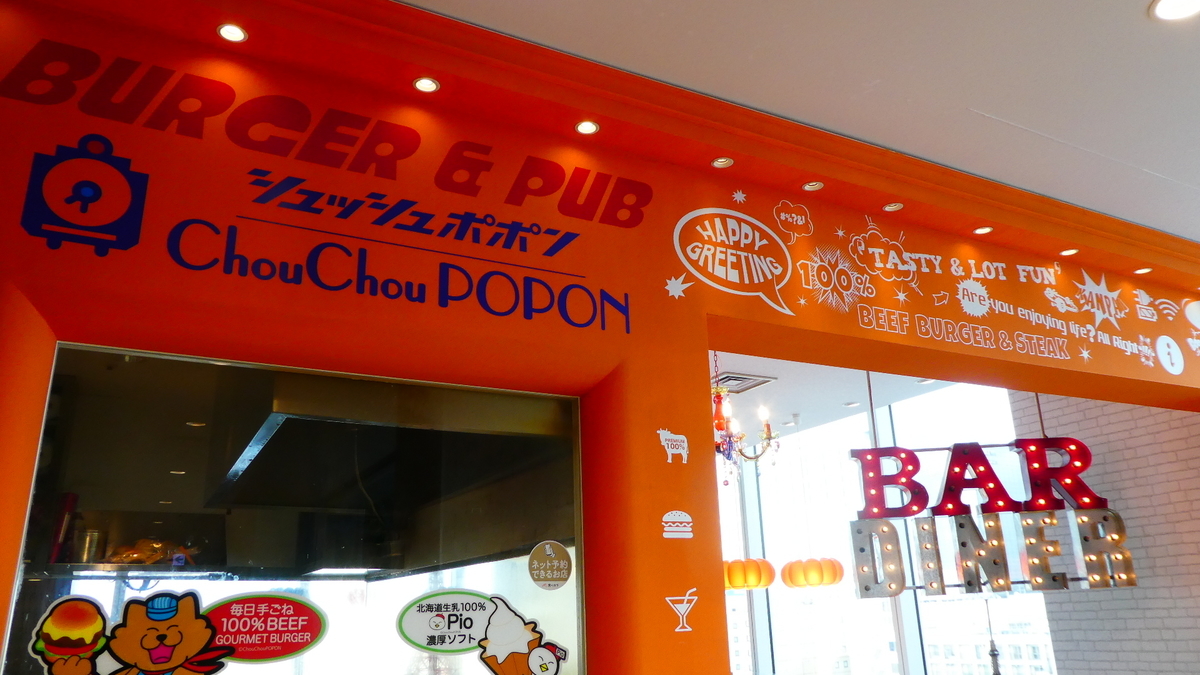 BURGER & PUB
シュッシュポポン
ChouChou POPON
HAPPY
GREETING
#%?&!
100%
TASTY & LOT FUN
Are you enjoying life? All Right
BEEF BURGER & STEAK
i
PREMIUM
100%
BAR
DINER
ネット予約
できるお店
毎日手ごね
100% BEEF
GOURMET BURGER
©ChouChouPOPON
北海道生乳100%
Pio
濃厚ソフト